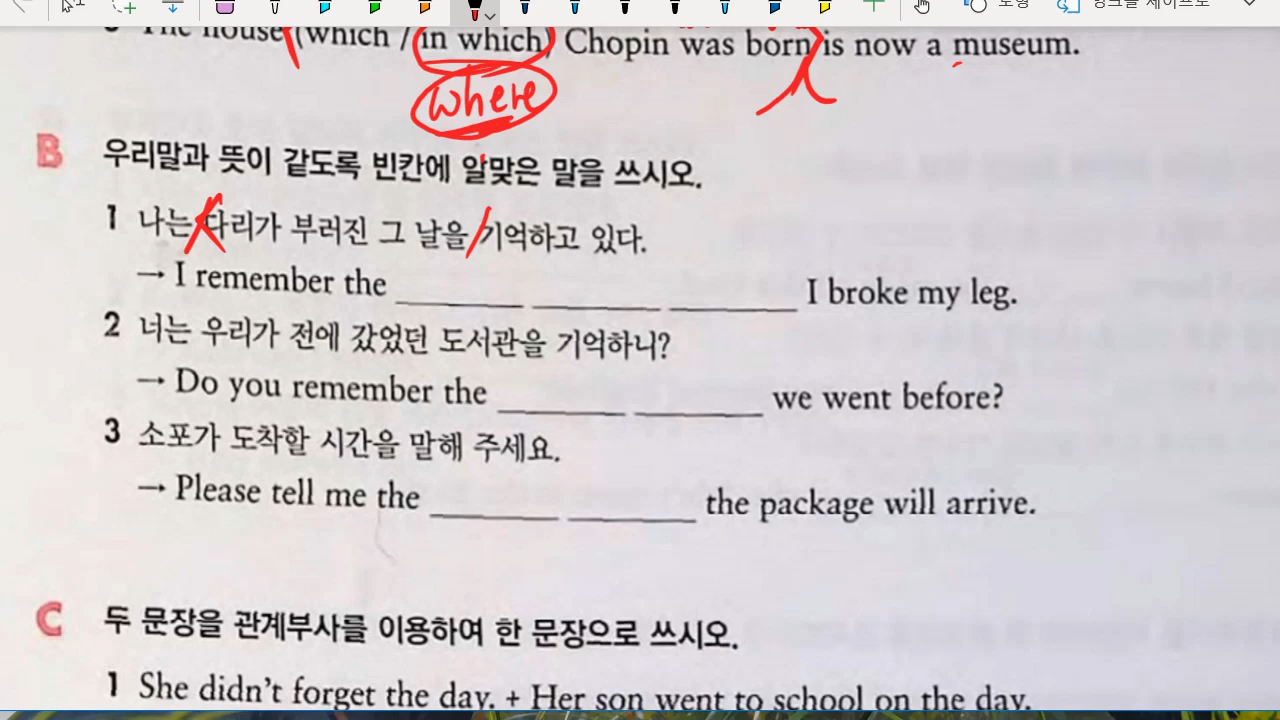 The house (which / in which) Chopin was born is now a museum.
where
B 우리말과 뜻이 같도록 빈칸에 알맞은 말을 쓰시오.
1 나는 다리가 부러진 그 날을 기억하고 있다.
→ I remember the ______ I broke my leg.
2 너는 우리가 전에 갔었던 도서관을 기억하니?
→ Do you remember the ______ ______ we went before?
3 소포가 도착할 시간을 말해 주세요.
→ Please tell me the ______ ______ the package will arrive.
C 두 문장을 관계부사를 이용하여 한 문장으로 쓰시오.
1 She didn't forget the day. + Her son went to school on the day.